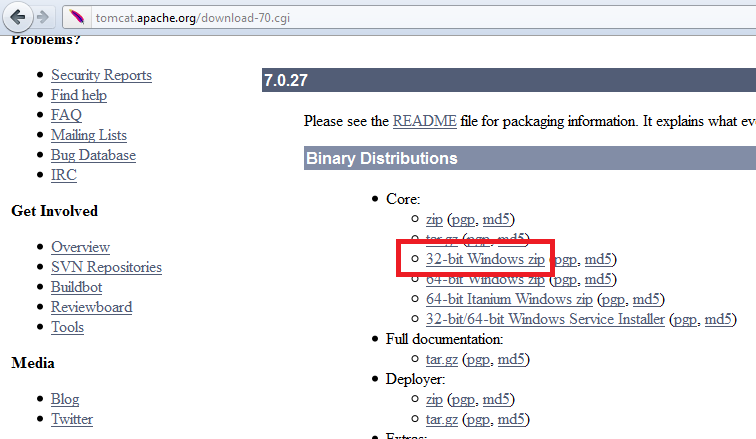 tomcat.apache.org/download-70.cgi
Problems?
Security Reports
Find help
FAQ
Mailing Lists
Bug Database
IRC
Get Involved
Overview
SVN Repositories
Buildbot
Reviewboard
Tools
Media
Blog
Twitter
7.0.27
Please see the README file for packaging information. It explains what eve
Binary Distributions
Core:
zip (pgp, md5)
tar.gz (pgp, md5)
32-bit Windows zip (pgp, md5)
64-bit Windows zip (pgp, md5)
64-bit Itanium Windows zip (pgp, md5)
32-bit/64-bit Windows Service Installer (pgp, md5)
Full documentation:
tar.gz (pgp, md5)
Deployer:
zip (pgp, md5)
tar.gz (pgp, md5)
Extras: